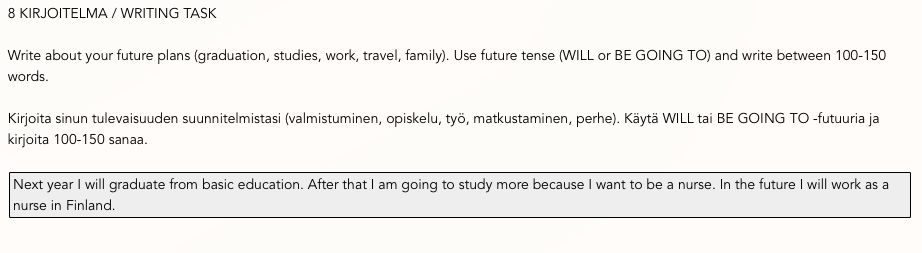 8 KIRJOITELMA / WRITING TASK
Write about your future plans (graduation, studies, work, travel, family). Use future tense (WILL or BE GOING TO) and write between 100-150
words.
Kirjoita sinun tulevaisuuden suunnitelmistasi (valmistuminen, opiskelu, työ, matkustaminen, perhe). Käytä WILL tai BE GOING TO -futuuria ja
kirjoita 100-150 sanaa.
Next year I will graduate from basic education. After that I am going to study more because I want to be a nurse. In the future I will work as a
nurse in Finland.